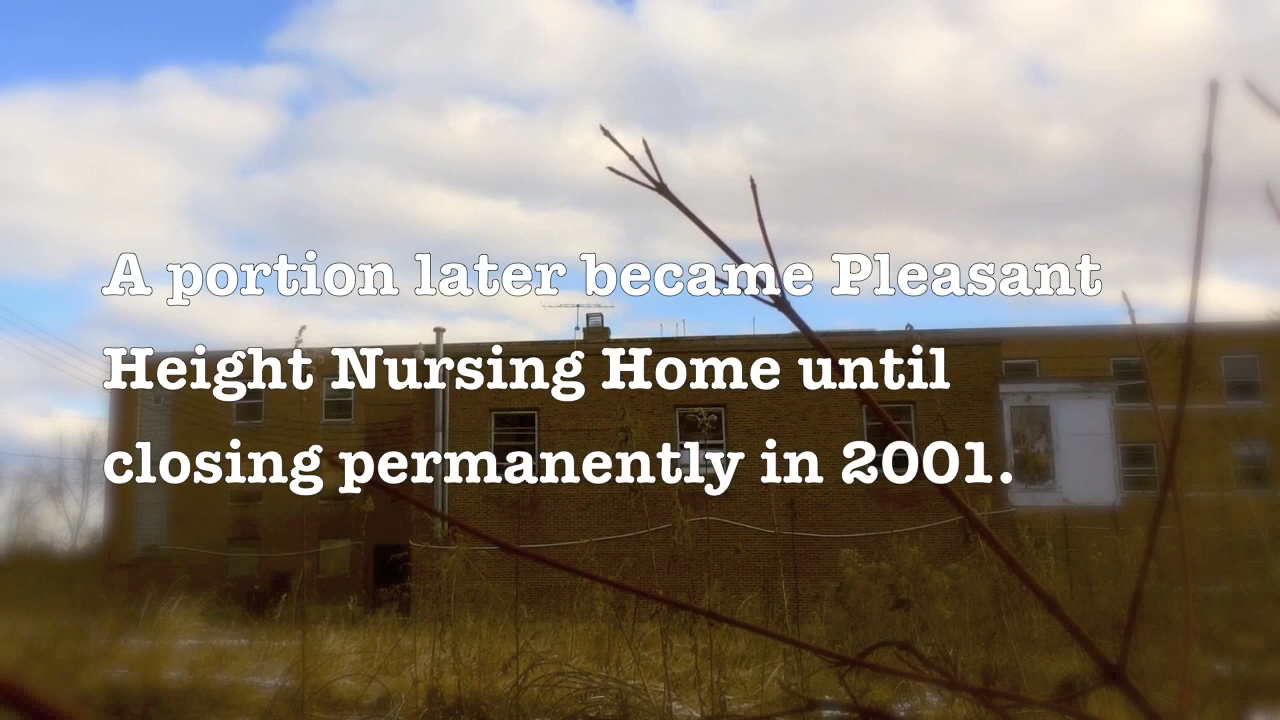 A portion later became Pleasant
Height Nursing Home until
closing permanently in 2001.